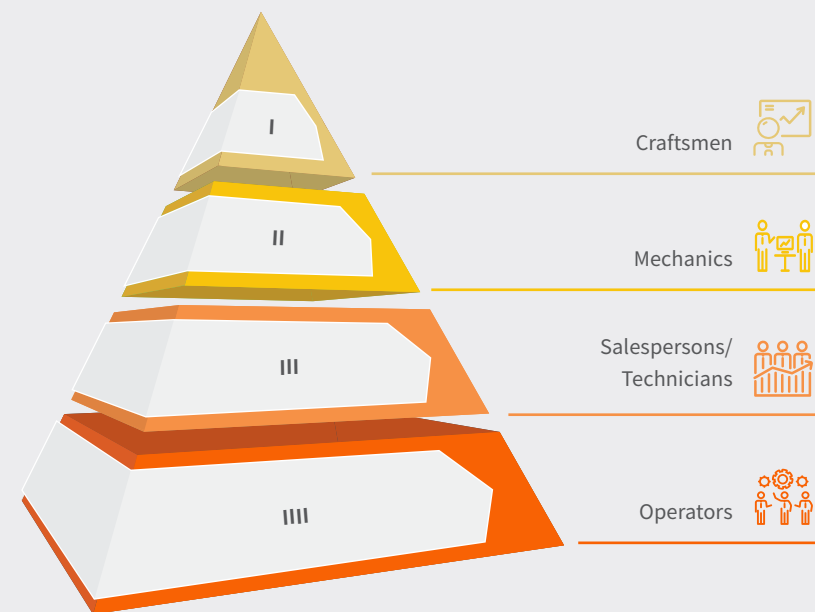 I
Craftsmen
II
Mechanics
III
Salespersons/
Technicians
IIII
Operators